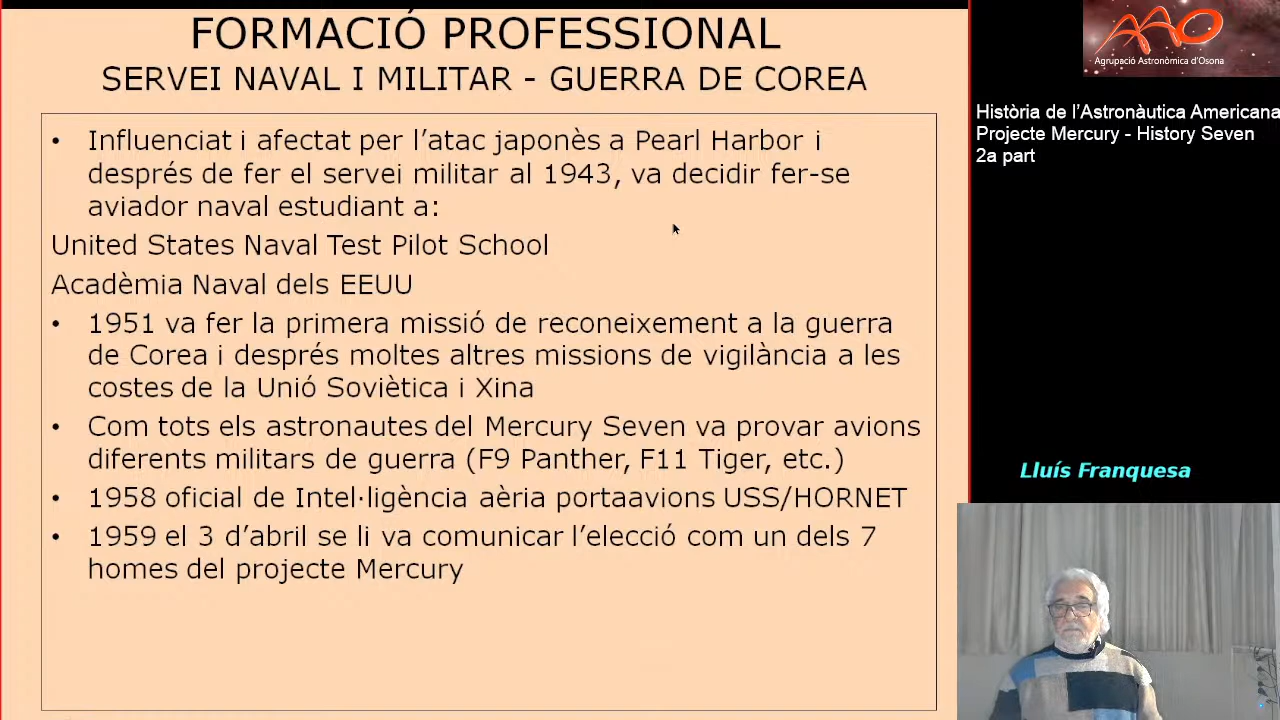 FORMACIÓ PROFESSIONAL
SERVEI NAVAL I MILITAR - GUERRA DE COREA
• Influenciat i afectat per l’atac japonès a Pearl Harbor i
després de fer el servei militar al 1943, va decidir fer-se
aviador naval estudiant a:
United States Naval Test Pilot School
Acadèmia Naval dels EEUU
• 1951 va fer la primera missió de reconeixement a la guerra
de Corea i després moltes altres missions de vigilància a les
costes de la Unió Soviètica i Xina
• Com tots els astronautes del Mercury Seven va provar avions
diferents militars de guerra (F9 Panther, F11 Tiger, etc.)
• 1958 oficial de Intel·ligència aèria portaavions USS/HORNET
• 1959 el 3 d’abril se li va comunicar l’elecció com un dels 7
homes del projecte Mercury
AAO
Agrupació Astronòmica d’Osona
Història de l’Astronàutica Americana
Projecte Mercury - History Seven
2a part
Lluís Franquesa